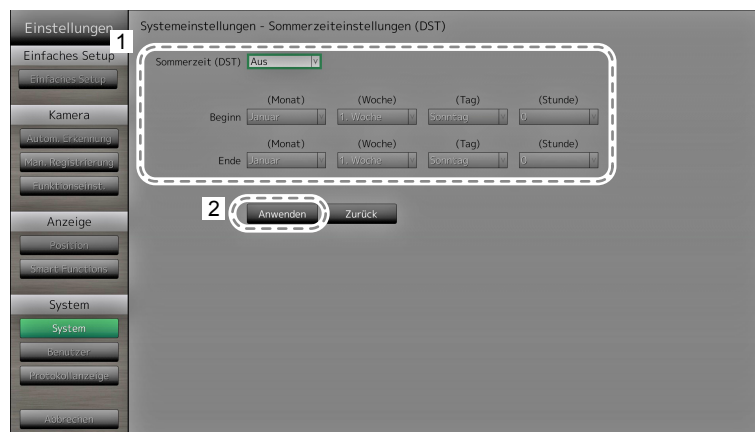 Einstellungen
1
Einfaches Setup
Einfaches Setup
Kamera
Autom. Erkennung
Man. Registrierung
Funktionseinst.
Anzeige
Position
Smart Functions
System
System
Benutzer
Protokollanzeige
Abbrechen
Systemeinstellungen - Sommerzeiteinstellungen (DST)
Sommerzeit (DST) Aus
(Monat) (Woche) (Tag) (Stunde)
Beginn Januar 1. Woche Sonntag 0
(Monat) (Woche) (Tag) (Stunde)
Ende Januar 1. Woche Sonntag 0
2 Anwenden Zurück